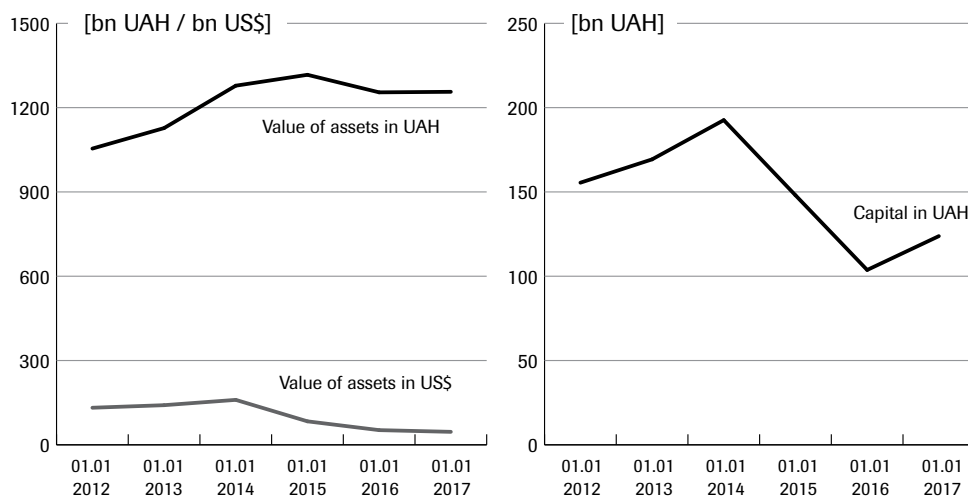 [bn UAH / bn US$]
1500
1200
900
600
300
0
Value of assets in UAH
Value of assets in US$
01.01 01.01 01.01 01.01 01.01 01.01
2012 2013 2014 2015 2016 2017
[bn UAH]
250
200
150
100
50
0
Capital in UAH
01.01 01.01 01.01 01.01 01.01 01.01
2012 2013 2014 2015 2016 2017